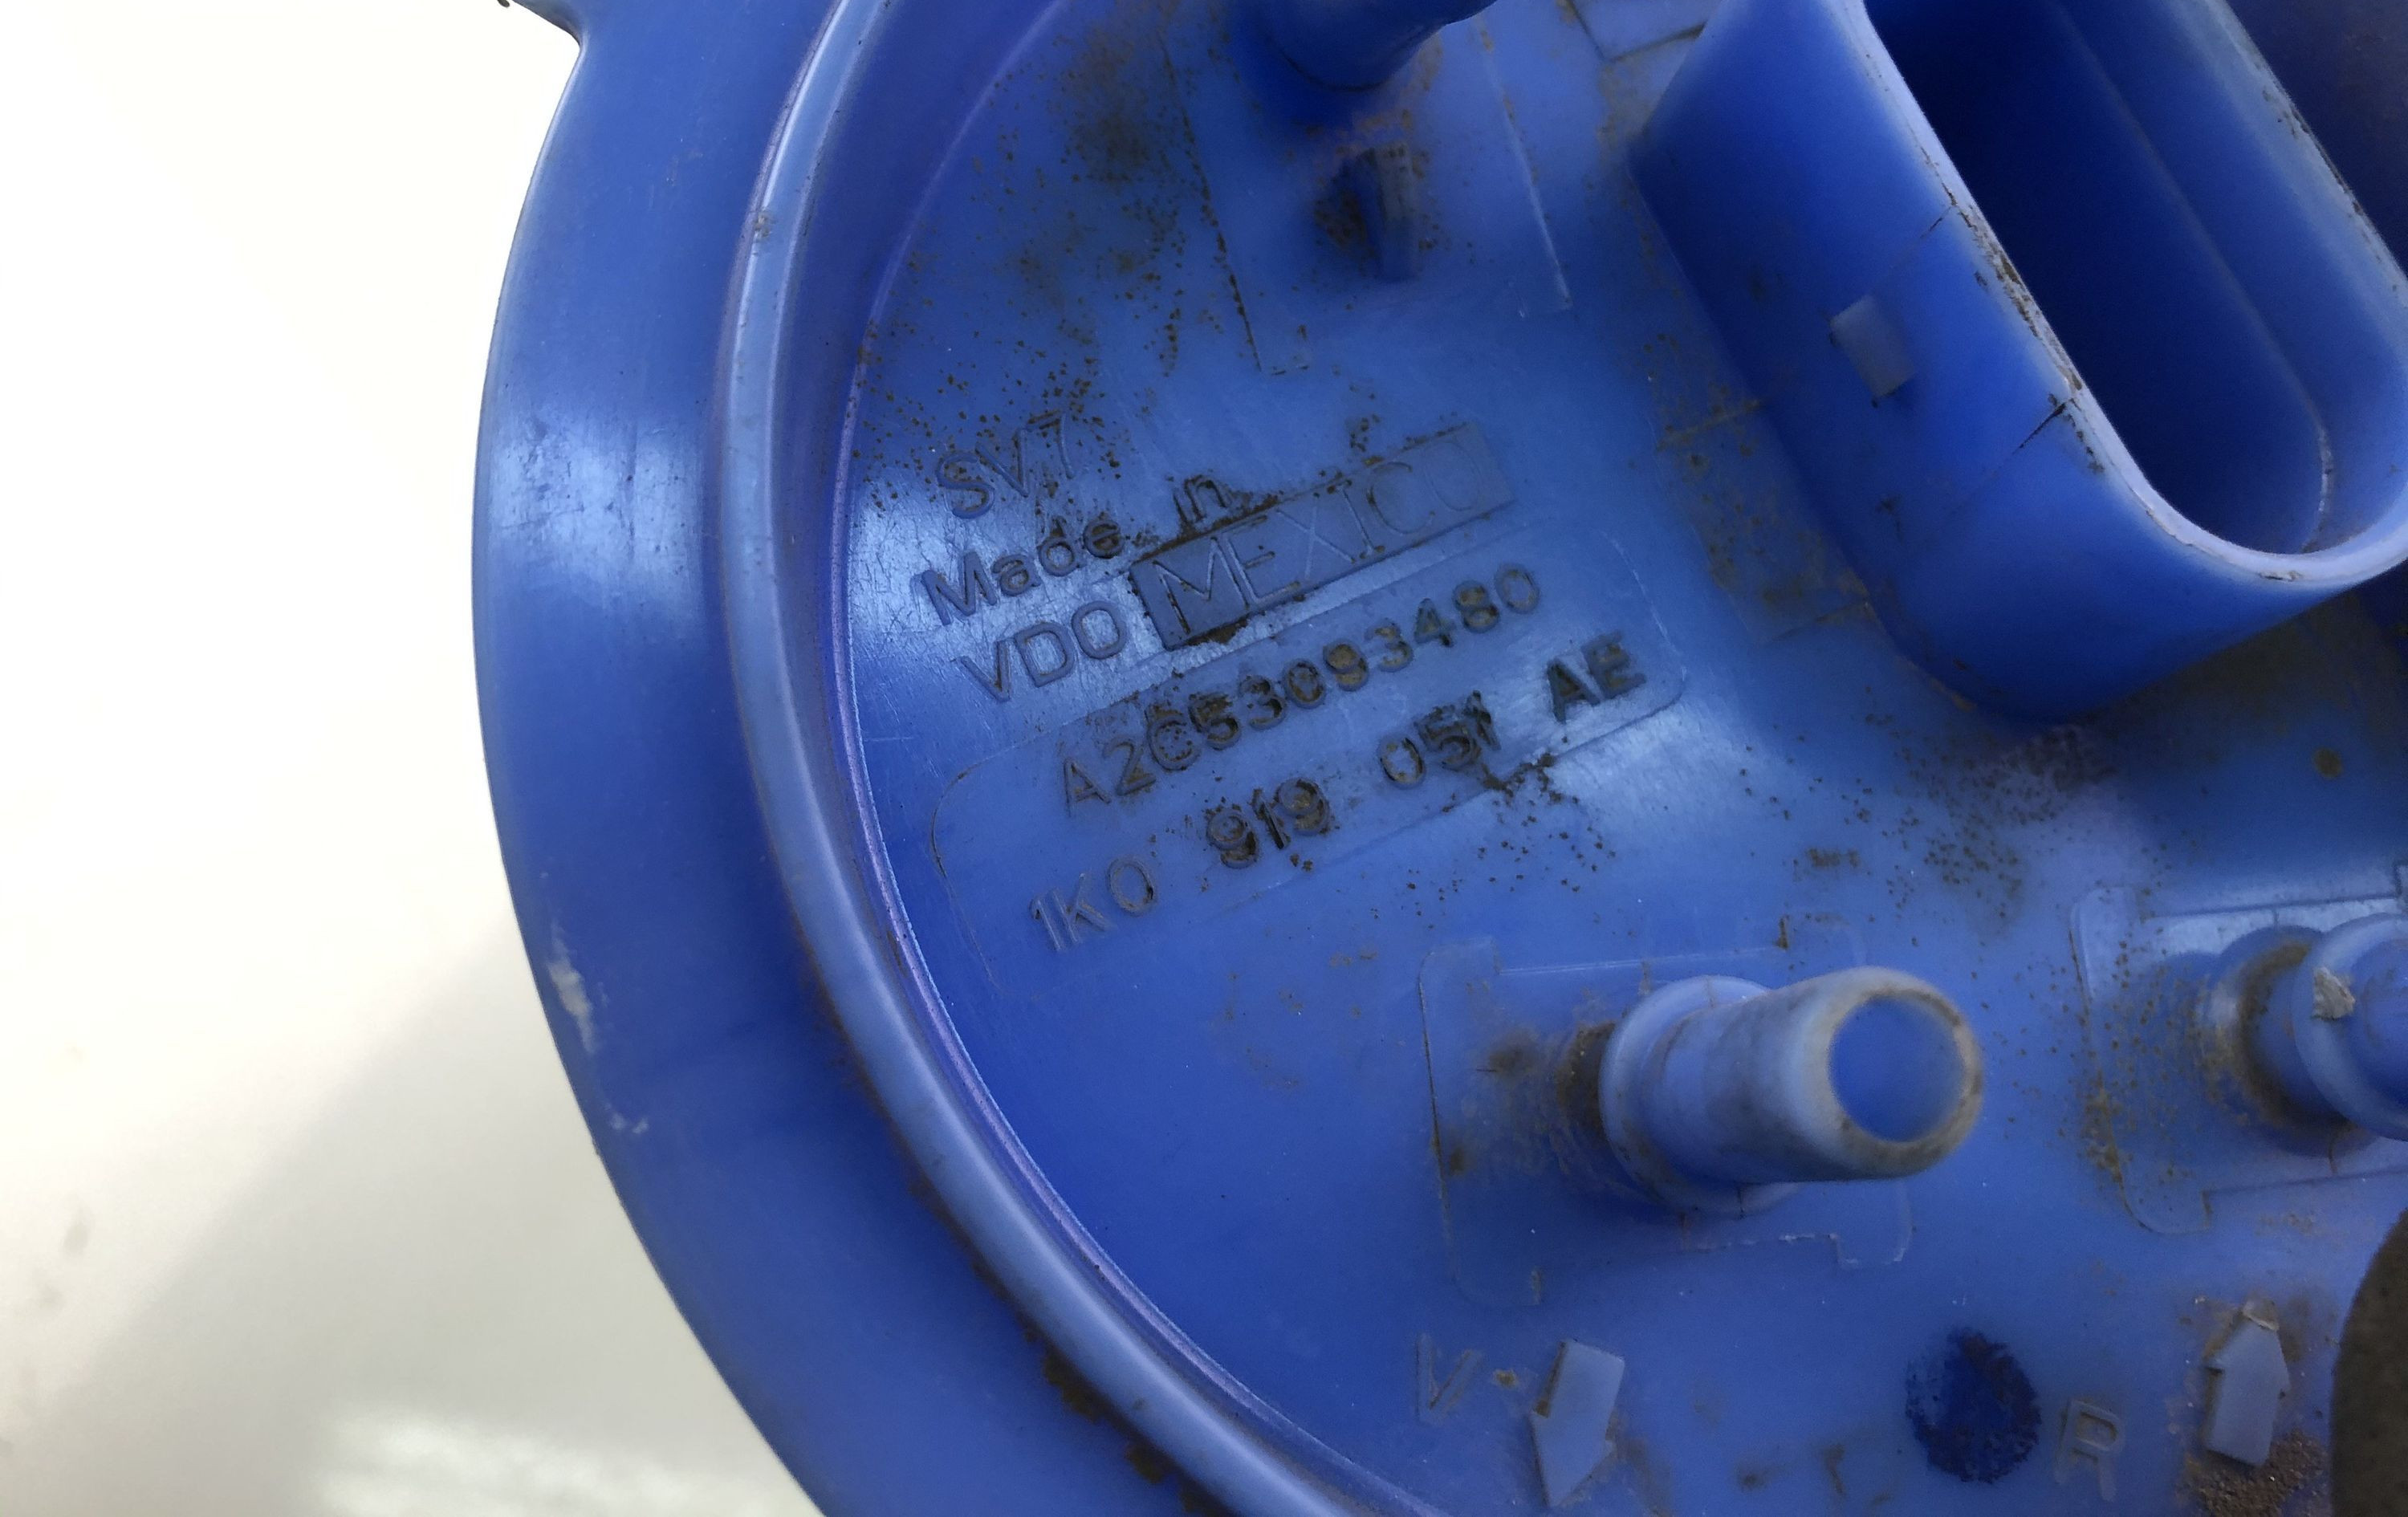 SV7
Made in
MEXICO
VDO
A2C53093480
1K0 919 051 AE
V
R